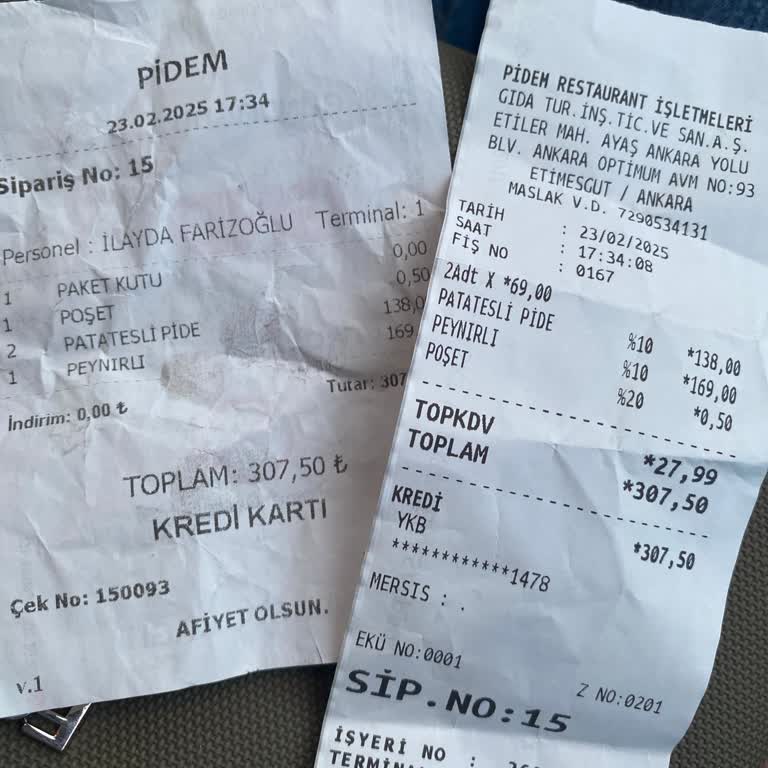 PİDEM
23.02.2025 17:34
Sipariş No: 15
Personel : İLAYDA FARİZOĞLU Terminal: 1
1 PAKET KUTU 0,00
1 POŞET 0,50
2 PATATESLİ PİDE 138,0
1 PEYNIRLI 169
Tutar: 307
İndirim: 0,00 ₺
TOPLAM: 307,50 ₺
KREDİ KARTI
Çek No: 150093
AFİYET OLSUN.
v.1
PİDEM RESTAURANT İŞLETMELERİ
GIDA TUR.İNŞ.TİC.VE SAN.A.Ş.
ETİLER MAH. AYAŞ ANKARA YOLU
BLV. ANKARA OPTIMUM AVM NO:93
ETİMESGUT / ANKARA
MASLAK V.D. 7290534131
TARİH : 23/02/2025
SAAT : 17:34:08
FİŞ NO : 0167
2Adt X *69,00
PATATESLİ PİDE %10 *138,00
PEYNİRLİ %10 *169,00
POŞET %20 *0,50
TOPKDV *27,99
TOPLAM *307,50
KREDİ *307,50
YKB
************1478
MERSIS : .
EKÜ NO:0001 Z NO:0201
SİP.NO:15
İŞYERİ NO :